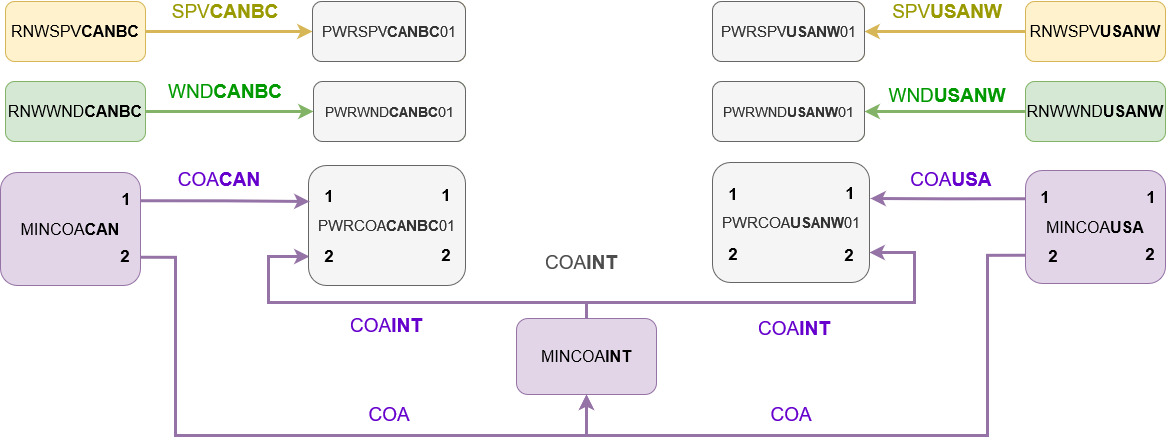 SPVCANBC
SPVUSANW
RNWSPVCANBC
PWRSPVCANBC01
PWRSPVUSANW01
RNWSPVUSANW
WNDCANBC
WNDUSANW
RNWWNDCANBC
PWRWNDCANBC01
PWRWNDUSANW01
RNWWNDUSANW
COACAN
COAUSA
1
1
1
1
1
1
1
MINCOACAN
PWRCOACANBC01
PWRCOAUSANW01
MINCOAUSA
2
2
2
2
2
2
2
COAINT
COAINT
COAINT
MINCOAINT
COA
COA